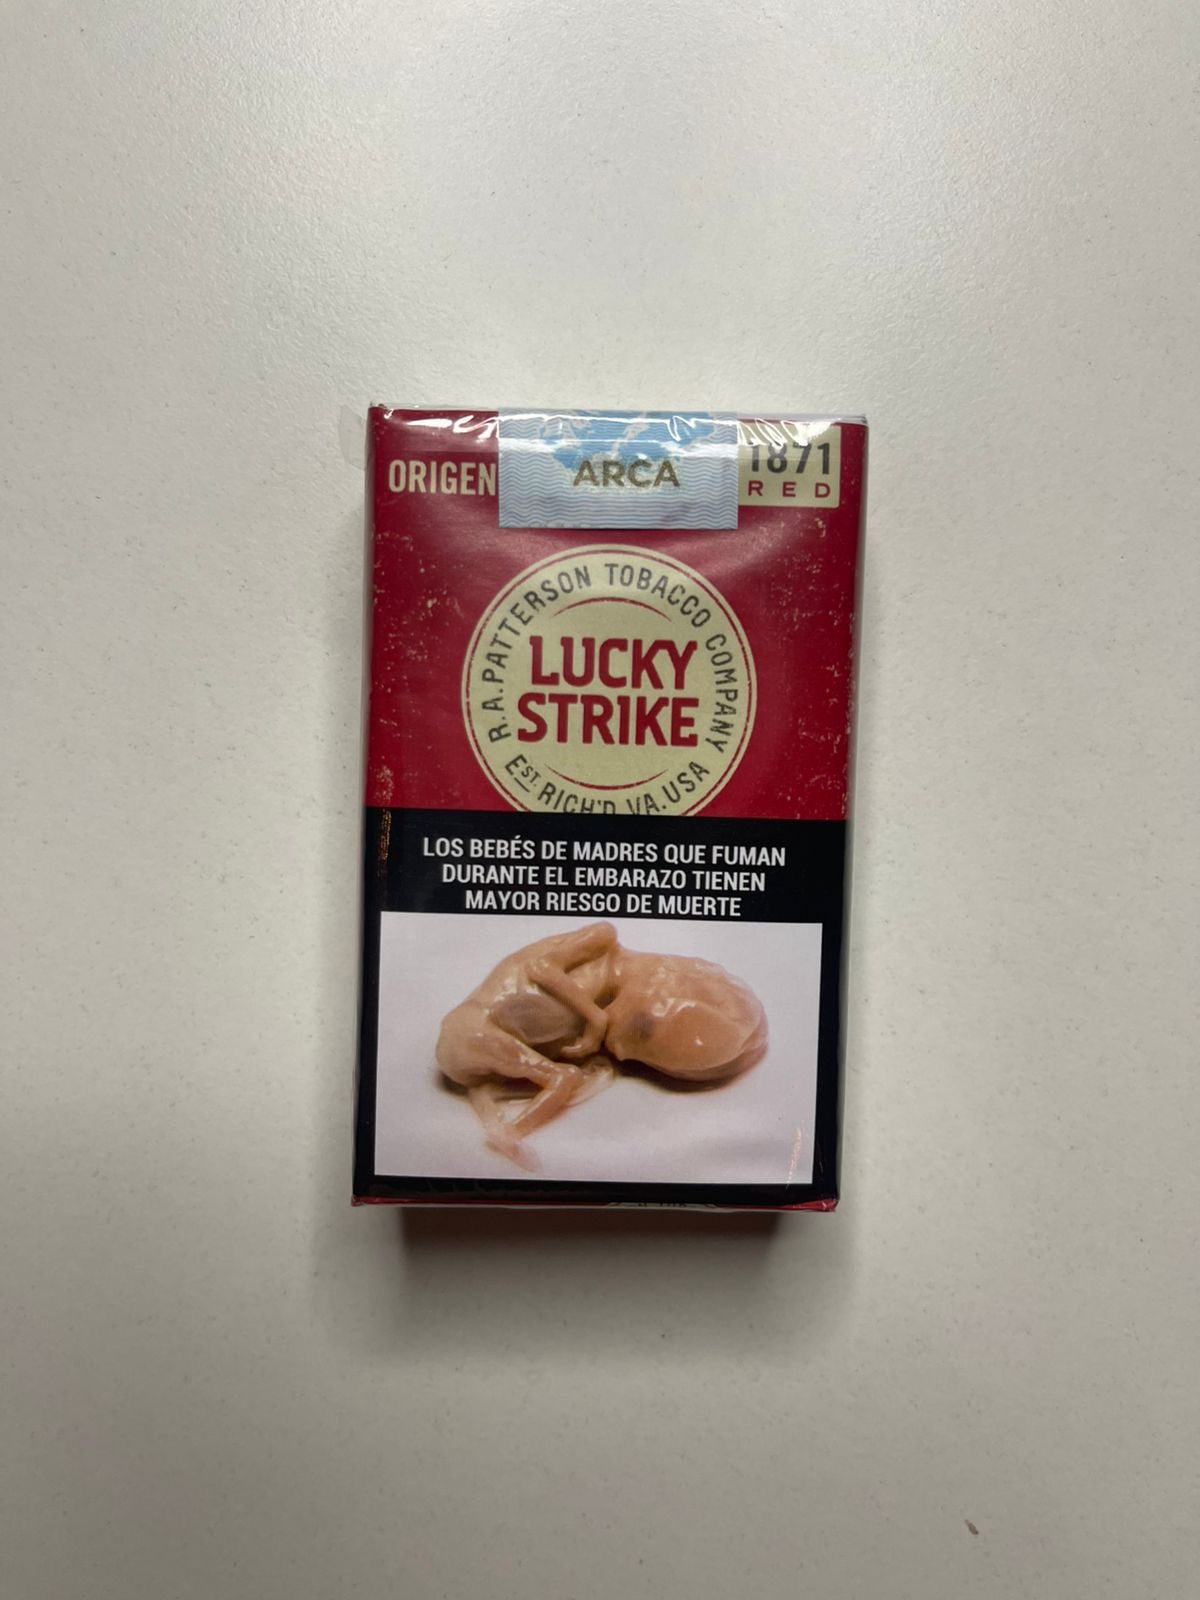 ORIGEN
ARCA
1871
RED
R.A. PATTERSON TOBACCO COMPANY
LUCKY
STRIKE
EST. RICH'D VA. USA
LOS BEBÉS DE MADRES QUE FUMAN
DURANTE EL EMBARAZO TIENEN
MAYOR RIESGO DE MUERTE